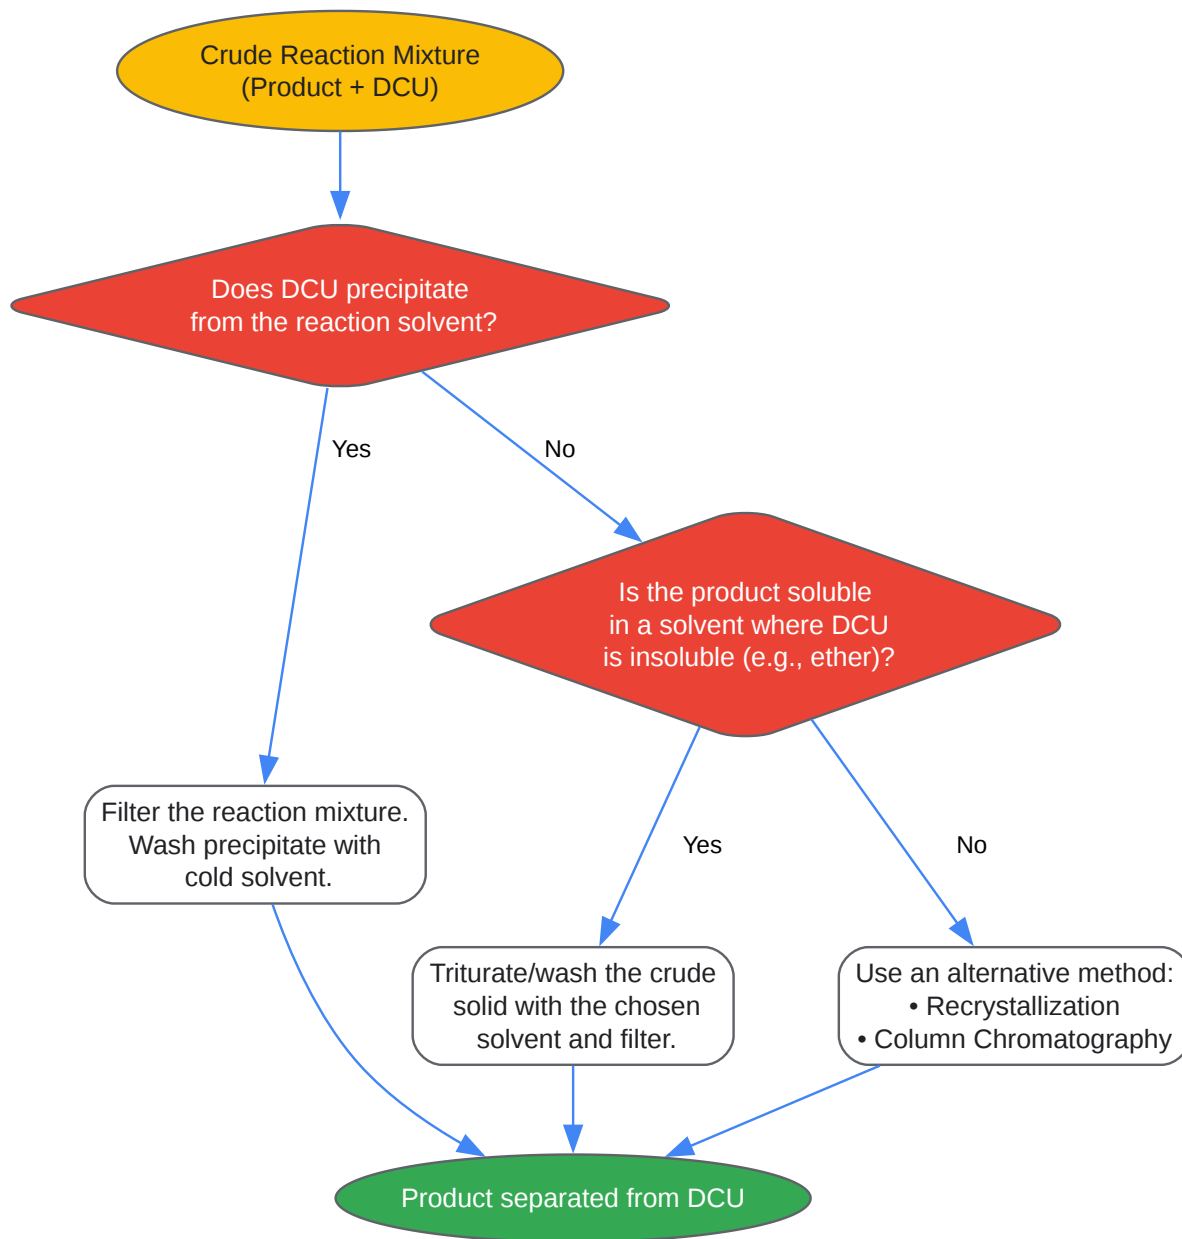 Crude Reaction Mixture
(Product + DCU)
Does DCU precipitate
from the reaction solvent?
Yes
No
Is the product soluble
in a solvent where DCU
is insoluble (e.g., ether)?
Filter the reaction mixture.
Wash precipitate with
cold solvent.
Yes
No
Triturate/wash the crude
solid with the chosen
solvent and filter.
Use an alternative method:
• Recrystallization
• Column Chromatography
Product separated from DCU